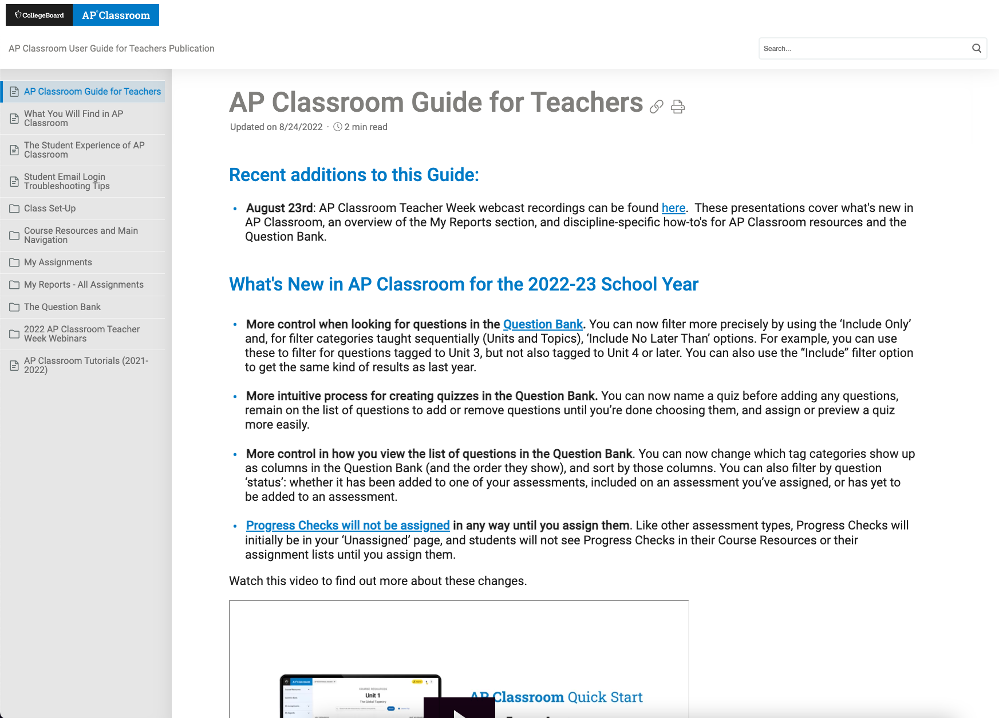 CollegeBoard AP Classroom
AP Classroom User Guide for Teachers Publication
Search...
AP Classroom Guide for Teachers
What You Will Find in AP
Classroom
The Student Experience of AP
Classroom
Student Email Login
Troubleshooting Tips
Class Set-Up
Course Resources and Main
Navigation
My Assignments
My Reports - All Assignments
The Question Bank
2022 AP Classroom Teacher
Week Webinars
AP Classroom Tutorials (2021-
2022)
AP Classroom Guide for Teachers
Updated on 8/24/2022 · 2 min read
Recent additions to this Guide:
• August 23rd: AP Classroom Teacher Week webcast recordings can be found here. These presentations cover what's new in
AP Classroom, an overview of the My Reports section, and discipline-specific how-to's for AP Classroom resources and the
Question Bank.
What's New in AP Classroom for the 2022-23 School Year
• More control when looking for questions in the Question Bank. You can now filter more precisely by using the ‘Include Only’
and, for filter categories taught sequentially (Units and Topics), ‘Include No Later Than’ options. For example, you can use
these to filter for questions tagged to Unit 3, but not also tagged to Unit 4 or later. You can also use the “Include” filter option
to get the same kind of results as last year.
• More intuitive process for creating quizzes in the Question Bank. You can now name a quiz before adding any questions,
remain on the list of questions to add or remove questions until you’re done choosing them, and assign or preview a quiz
more easily.
• More control in how you view the list of questions in the Question Bank. You can now change which tag categories show up
as columns in the Question Bank (and the order they show), and sort by those columns. You can also filter by question
‘status’: whether it has been added to one of your assessments, included on an assessment you’ve assigned, or has yet to
be added to an assessment.
• Progress Checks will not be assigned in any way until you assign them. Like other assessment types, Progress Checks will
initially be in your ‘Unassigned’ page, and students will not see Progress Checks in their Course Resources or their
assignment lists until you assign them.
Watch this video to find out more about these changes.
AP Classroom
COURSE RESOURCES
Unit 1
The Global Tapestry
AP Classroom Quick Start